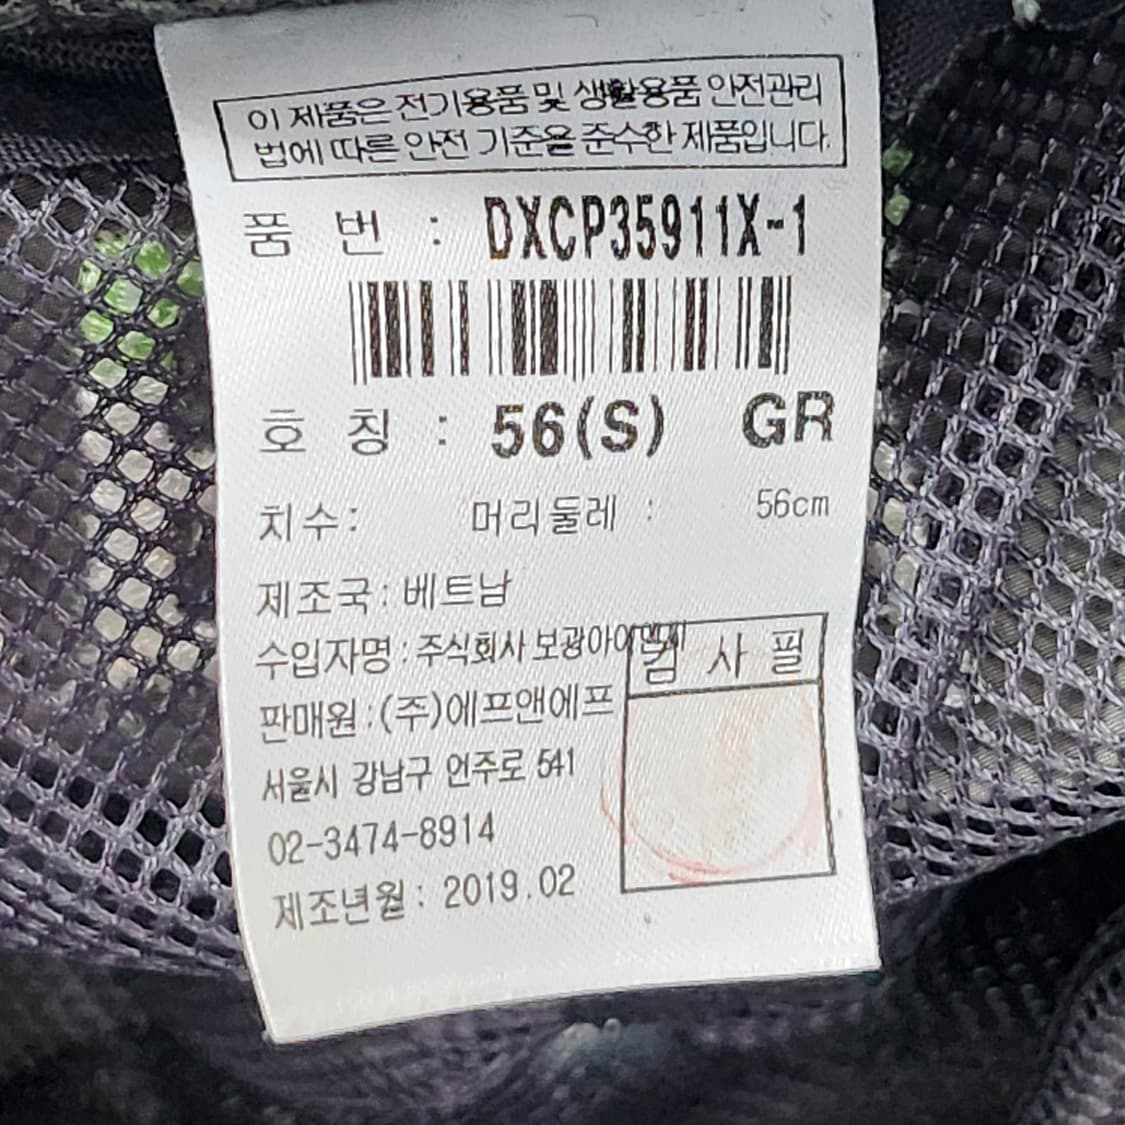 이 제품은 전기용품 및 생활용품 안전관리
법에 따른 안전 기준을 준수한 제품입니다.
품 번 : DXCP35911X-1
호 칭 : 56(S) GR
치수: 머리둘레 : 56cm
제조국 : 베트남
수입자명 : 주식회사 보광아이앤지
검 사 필
판매원 : (주)에프앤에프
서울시 강남구 언주로 541
02-3474-8914
제조년월 : 2019.02